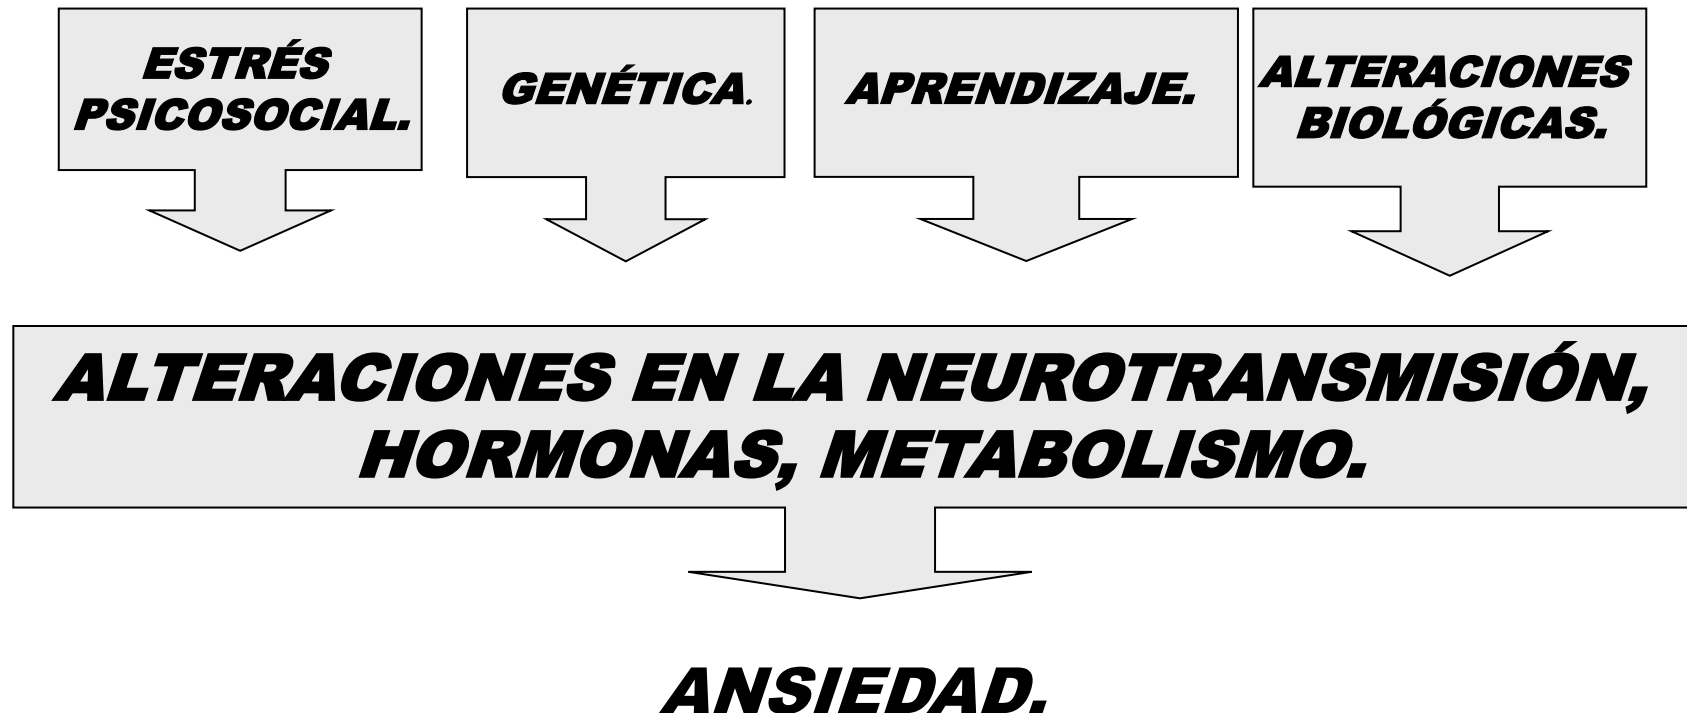 ESTRÉS
PSICOSOCIAL.
GENÉTICA.
APRENDIZAJE.
ALTERACIONES
BIOLÓGICAS.
ALTERACIONES EN LA NEUROTRANSMISIÓN,
HORMONAS, METABOLISMO.
ANSIEDAD.